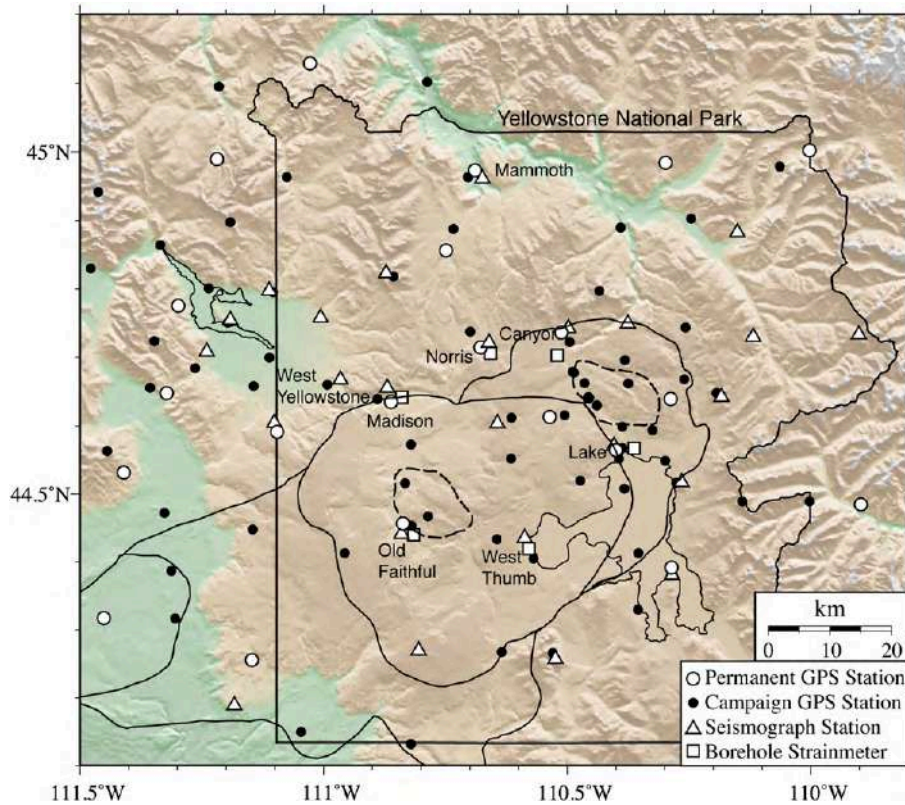 Yellowstone National Park
45°N
Mammoth
Canyon
Norris
West
Yellowstone
Madison
Lake
44.5°N
Old
Faithful
West
Thumb
km
0 10 20
Permanent GPS Station
Campaign GPS Station
Seismograph Station
Borehole Strainmeter
111.5°W 111°W 110.5°W 110°W